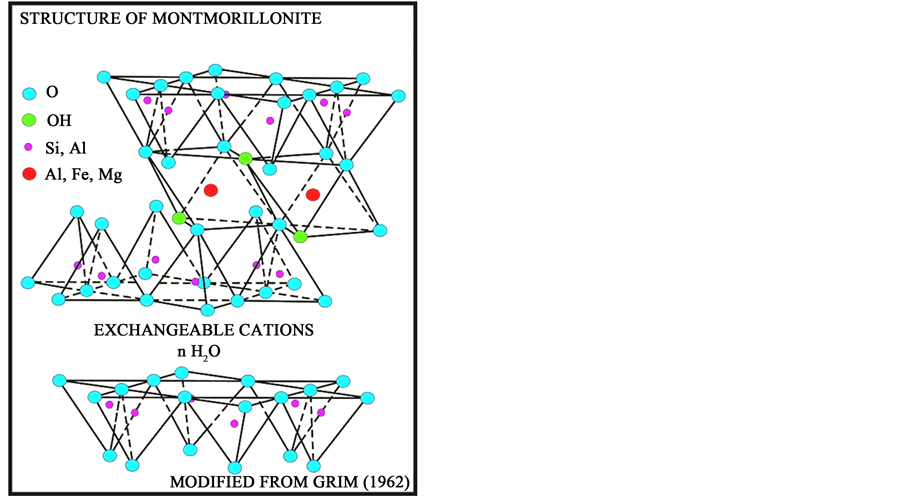 STRUCTURE OF MONTMORILLONITE
O
OH
Si, Al
Al, Fe, Mg
EXCHANGEABLE CATIONS
n H₂O
MODIFIED FROM GRIM (1962)